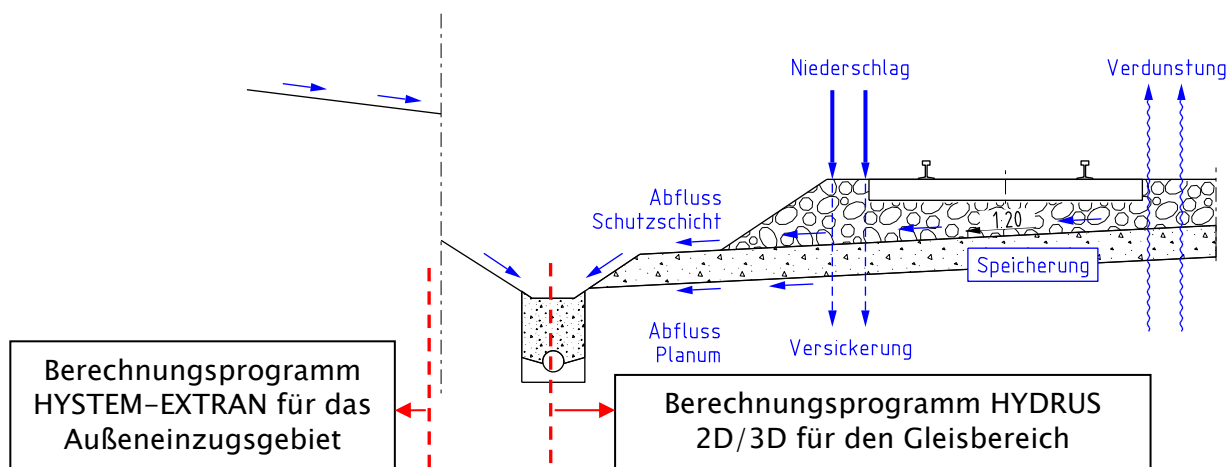 Niederschlag
Verdunstung
Abfluss
Schutzschicht
1:20
Speicherung
Abfluss
Planum
Versickerung
Berechnungsprogramm
HYSTEM-EXTRAN für das
Außeneinzugsgebiet
Berechnungsprogramm HYDRUS
2D/3D für den Gleisbereich